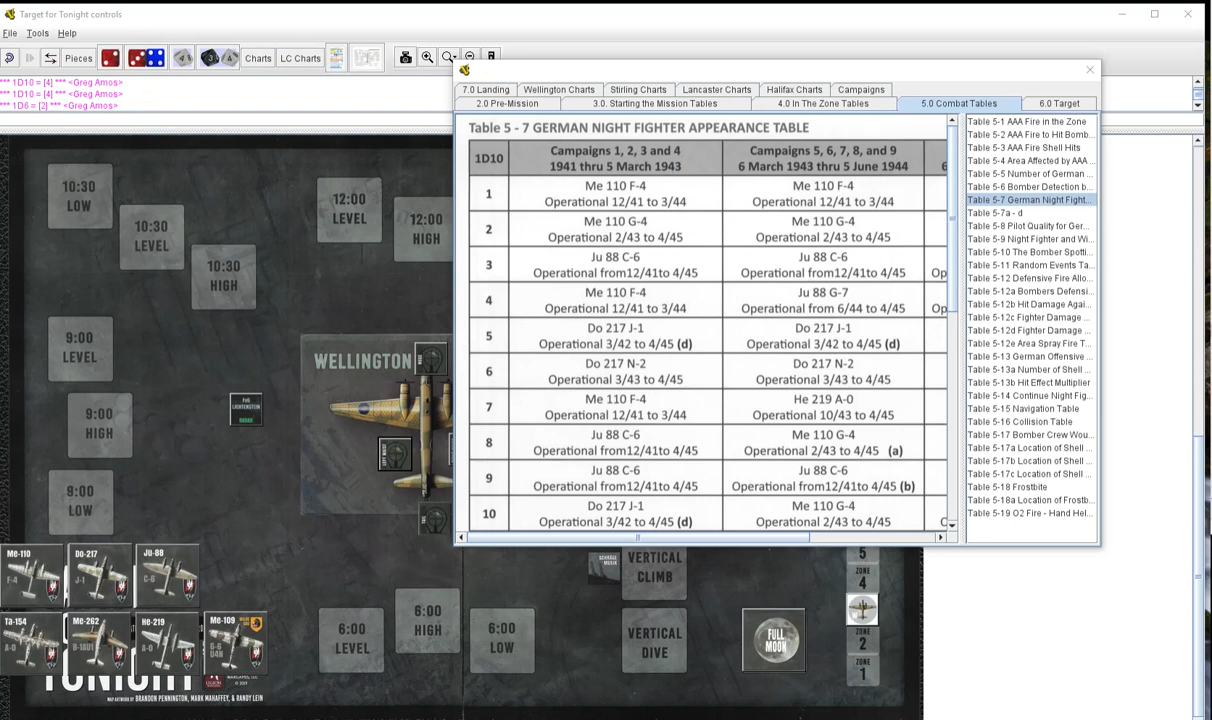 Target for Tonight controls
File Tools Help
Pieces Charts LC Charts
*** 1D10 = [4] *** <Greg Amos>
*** 1D10 = [4] *** <Greg Amos>
*** 1D6 = [2] *** <Greg Amos>
7.0 Landing Wellington Charts Stirling Charts Lancaster Charts Halifax Charts Campaigns
2.0 Pre-Mission 3.0. Starting the Mission Tables 4.0 In The Zone Tables 5.0 Combat Tables 6.0 Target
Table 5 - 7 GERMAN NIGHT FIGHTER APPEARANCE TABLE
1D10
Campaigns 1, 2, 3 and 4
1941 thru 5 March 1943
Campaigns 5, 6, 7, 8, and 9
6 March 1943 thru 5 June 1944
6
1
Me 110 F-4
Operational 12/41 to 3/44
Me 110 F-4
Operational 12/41 to 3/44
2
Me 110 G-4
Operational 2/43 to 4/45
Me 110 G-4
Operational 2/43 to 4/45
3
Ju 88 C-6
Operational from12/41to 4/45
Ju 88 C-6
Operational from12/41to 4/45
Op
4
Me 110 F-4
Operational 12/41 to 3/44
Ju 88 G-7
Operational from 6/44 to 4/45
Op
5
Do 217 J-1
Operational 3/42 to 4/45 (d)
Do 217 J-1
Operational 3/42 to 4/45 (d)
6
Do 217 N-2
Operational 3/43 to 4/45
Do 217 N-2
Operational 3/43 to 4/45
7
Me 110 F-4
Operational 12/41 to 3/44
He 219 A-0
Operational 10/43 to 4/45
8
Ju 88 C-6
Operational from12/41to 4/45
Me 110 G-4
Operational 2/43 to 4/45 (a)
9
Ju 88 C-6
Operational from12/41to 4/45
Ju 88 C-6
Operational from12/41to 4/45 (b)
10
Do 217 J-1
Operational 3/42 to 4/45 (d)
Me 110 G-4
Operational 2/43 to 4/45
Table 5-1 AAA Fire in the Zone
Table 5-2 AAA Fire to Hit Bomb...
Table 5-3 AAA Fire Shell Hits
Table 5-4 Area Affected by AAA ...
Table 5-5 Number of German ...
Table 5-6 Bomber Detection b...
Table 5-7 German Night Fight...
Table 5-7a - d
Table 5-8 Pilot Quality for Ger...
Table 5-9 Night Fighter and Wi...
Table 5-10 The Bomber Spotti...
Table 5-11 Random Events Ta...
Table 5-12 Defensive Fire Allo...
Table 5-12a Bombers Defensi...
Table 5-12b Hit Damage Agai...
Table 5-12c Fighter Damage ...
Table 5-12d Fighter Damage ...
Table 5-12e Area Spray Fire T...
Table 5-13 German Offensive ...
Table 5-13a Number of Shell ...
Table 5-13b Hit Effect Multiplier
Table 5-14 Continue Night Fig...
Table 5-15 Navigation Table
Table 5-16 Collision Table
Table 5-17 Bomber Crew Wou...
Table 5-17a Location of Shell ...
Table 5-17b Location of Shell ...
Table 5-17c Location of Shell ...
Table 5-18 Frostbite
Table 5-18a Location of Frostb...
Table 5-19 O2 Fire - Hand Hel...
10:30
LOW
10:30
LEVEL
10:30
HIGH
12:00
LEVEL
12:00
HIGH
9:00
LEVEL
9:00
HIGH
9:00
LOW
WELLINGTON
LICHTENSTEIN
RADAR
Me-110
F-4
Do-217
J-1
Ju-88
C-6
Ta-154
A-0
Me-262
B-1AU1
He-219
A-0
Me-109
G-6
U4N
6:00
LEVEL
6:00
HIGH
6:00
LOW
SCHRÄGE
MUSIK
VERTICAL
CLIMB
VERTICAL
DIVE
FULL
MOON
5
ZONE
4
ZONE
2
ZONE
1
TONIGHT
© 2019
MAP ARTWORK BY BRANDON PENNINGTON, MARK MAHAFFEY, & RANDY LEIN